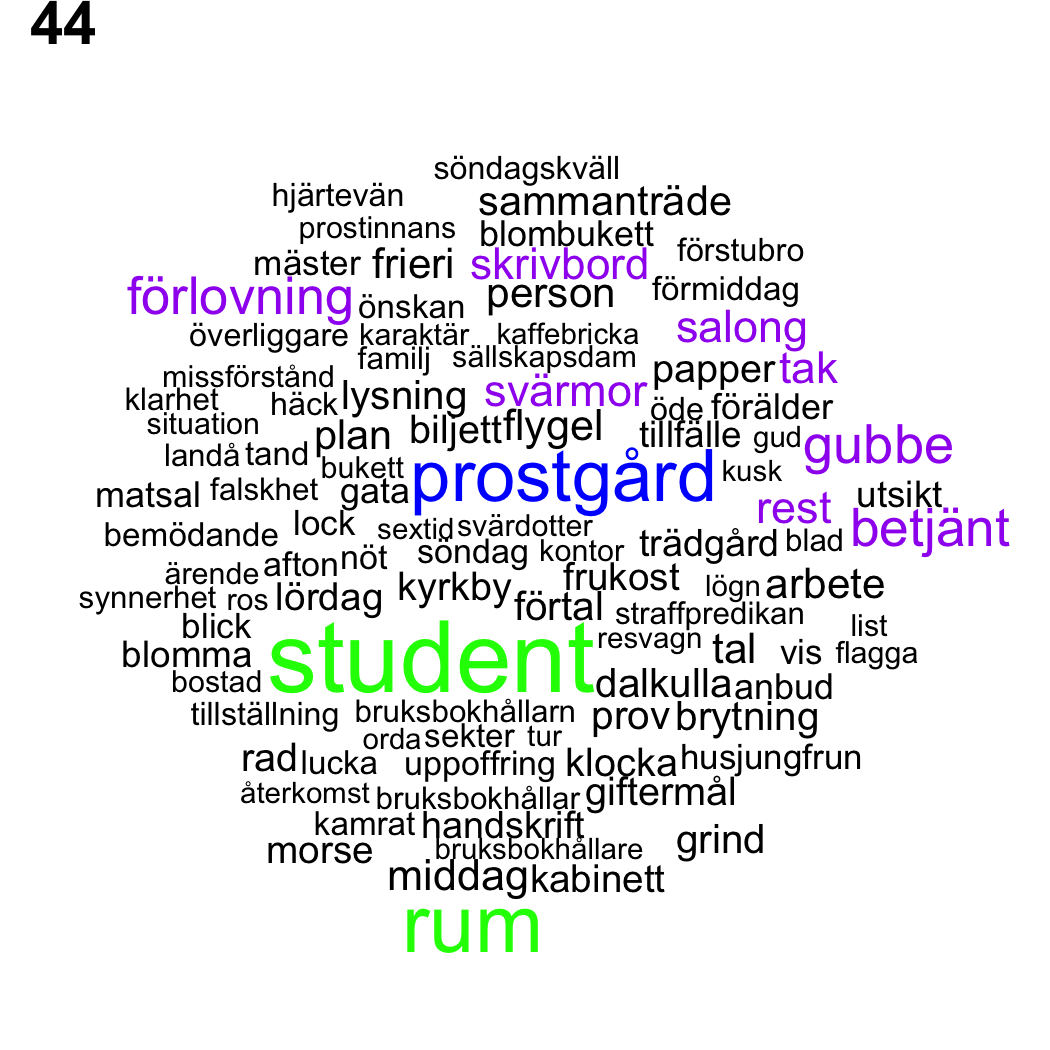 44
söndagskväll
hjärtevän sammanträde
prostinnans blombukett förstubro
mäster frieri skrivbord
förlovning önskan person förmiddag
överliggare karaktär kaffebricka salong
familj sällskapsdam papper tak
missförstånd lysning svärmor
klarhet häck öde förälder
situation plan biljett flygel tillfälle gud gubbe
landå tand bukett prostgård kusk
matsal falskhet gata rest utsikt
bemödande lock sextid svärdotter trädgård blad betjänt
ärende afton nöt söndag kontor
synnerhet ros lördag kyrkby frukost lögn arbete
blick förtal straffpredikan list
blomma student resvagn tal vis flagga
bostad dalkulla anbud
tillställning bruksbokhållarn prov brytning
orda sekter tur
rad lucka uppoffring klocka husjungfrun
återkomst bruksbokhållar giftermål
kamrat handskrift grind
morse bruksbokhållare
middag kabinett
rum